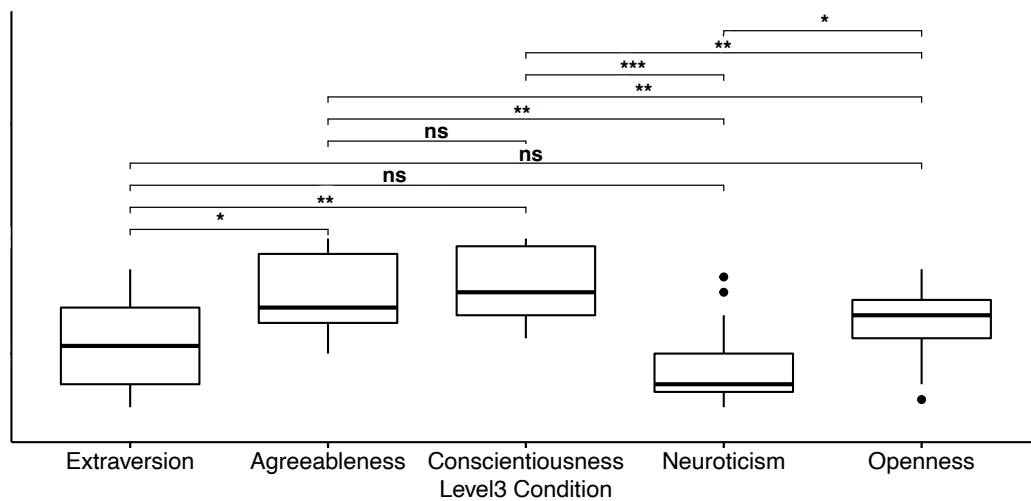 *
**
***
**
**
ns
ns
ns
**
*
Extraversion Agreeableness Conscientiousness Neuroticism Openness
Level3 Condition